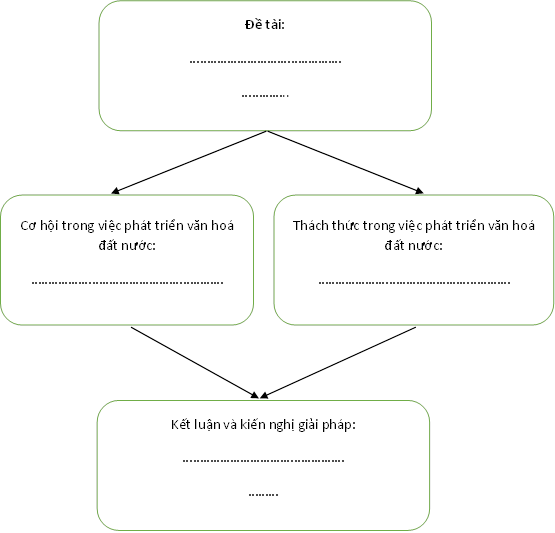 Đề tài:
............................................
..............
Cơ hội trong việc phát triển văn hoá
đất nước:
........................................................
Thách thức trong việc phát triển văn hoá
đất nước:
........................................................
Kết luận và kiến nghị giải pháp:
...............................................
.........